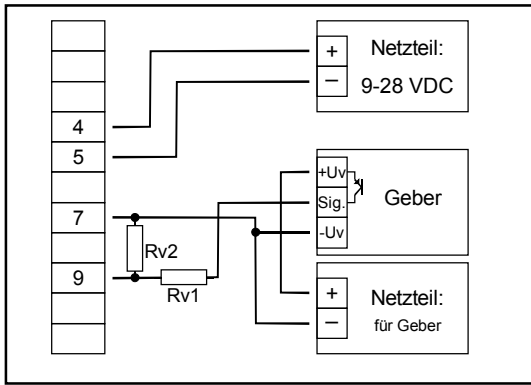 4
5
7
9
Rv2
Rv1
+
−
Netzteil:
9-28 VDC
+Uv
Sig.
-Uv
Geber
+
−
Netzteil:
für Geber